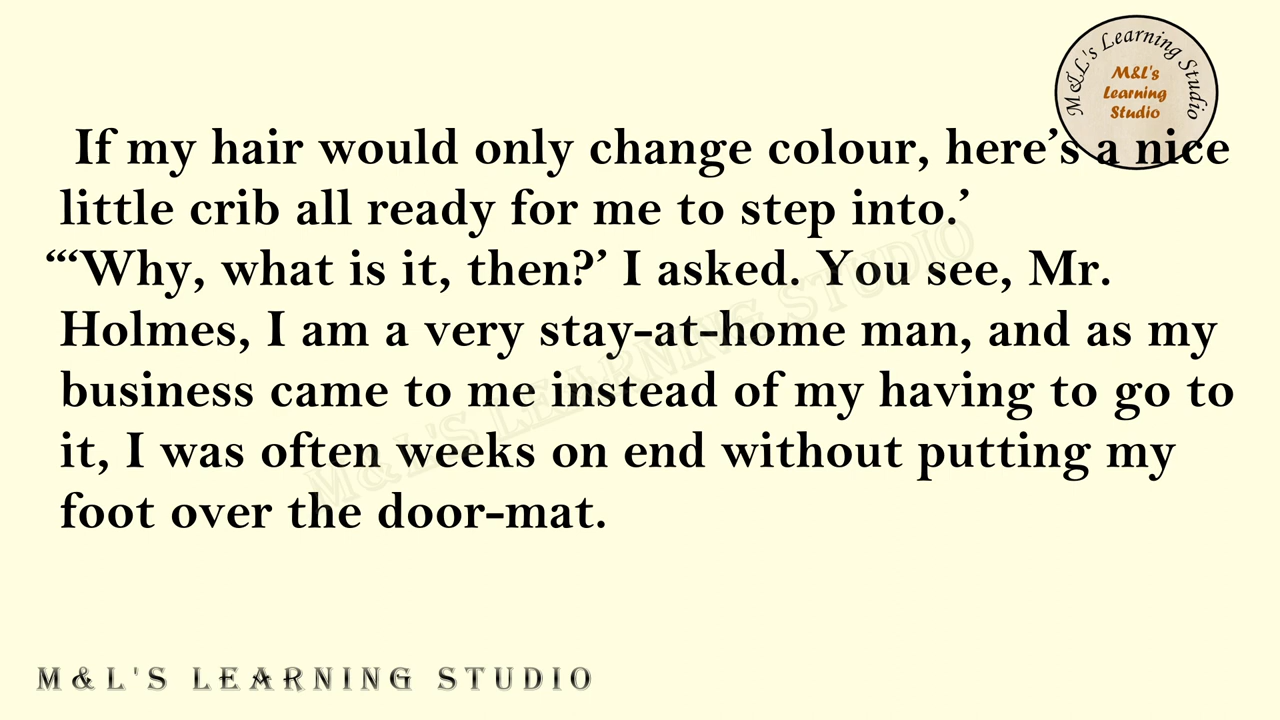 M&L's Learning Studio
M&L's
Learning
Studio
If my hair would only change colour, here’s a nice
little crib all ready for me to step into.’
“‘Why, what is it, then?’ I asked. You see, Mr.
Holmes, I am a very stay-at-home man, and as my
business came to me instead of my having to go to
it, I was often weeks on end without putting my
foot over the door-mat.
M&L'S LEARNING STUDIO
M&L'S LEARNING STUDIO